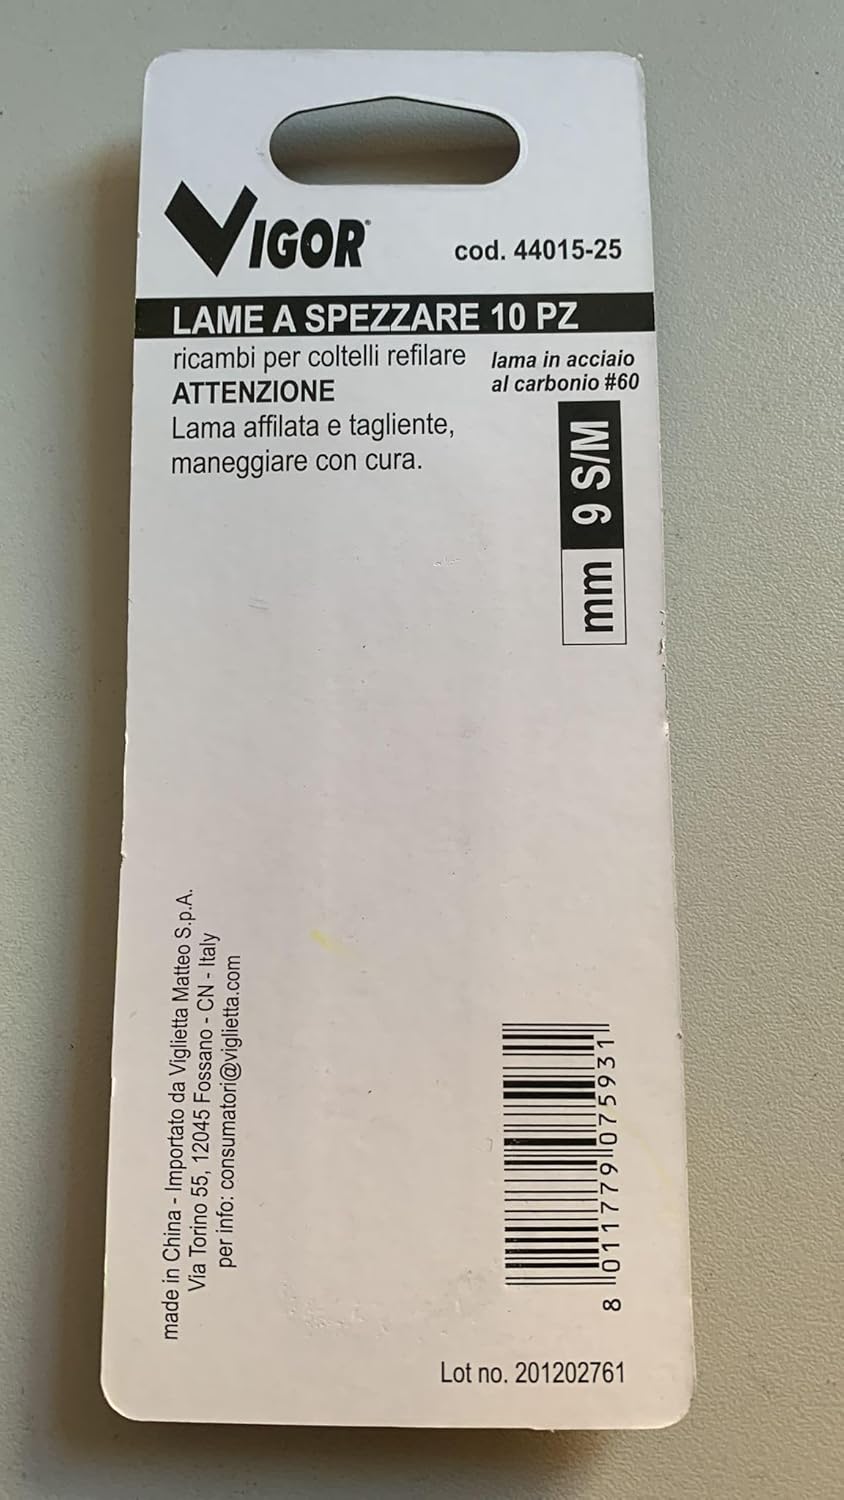 VIGOR®
cod. 44015-25
LAME A SPEZZARE 10 PZ
ricambi per coltelli refilare
ATTENZIONE
Lama affilata e tagliente,
maneggiare con cura.
lama in acciaio
al carbonio #60
mm 9 S/M
made in China - Importato da Viglietta Matteo S.p.A.
Via Torino 55, 12045 Fossano - CN - Italy
per info: consumatori@viglietta.com
8 011779 075931
Lot no. 201202761